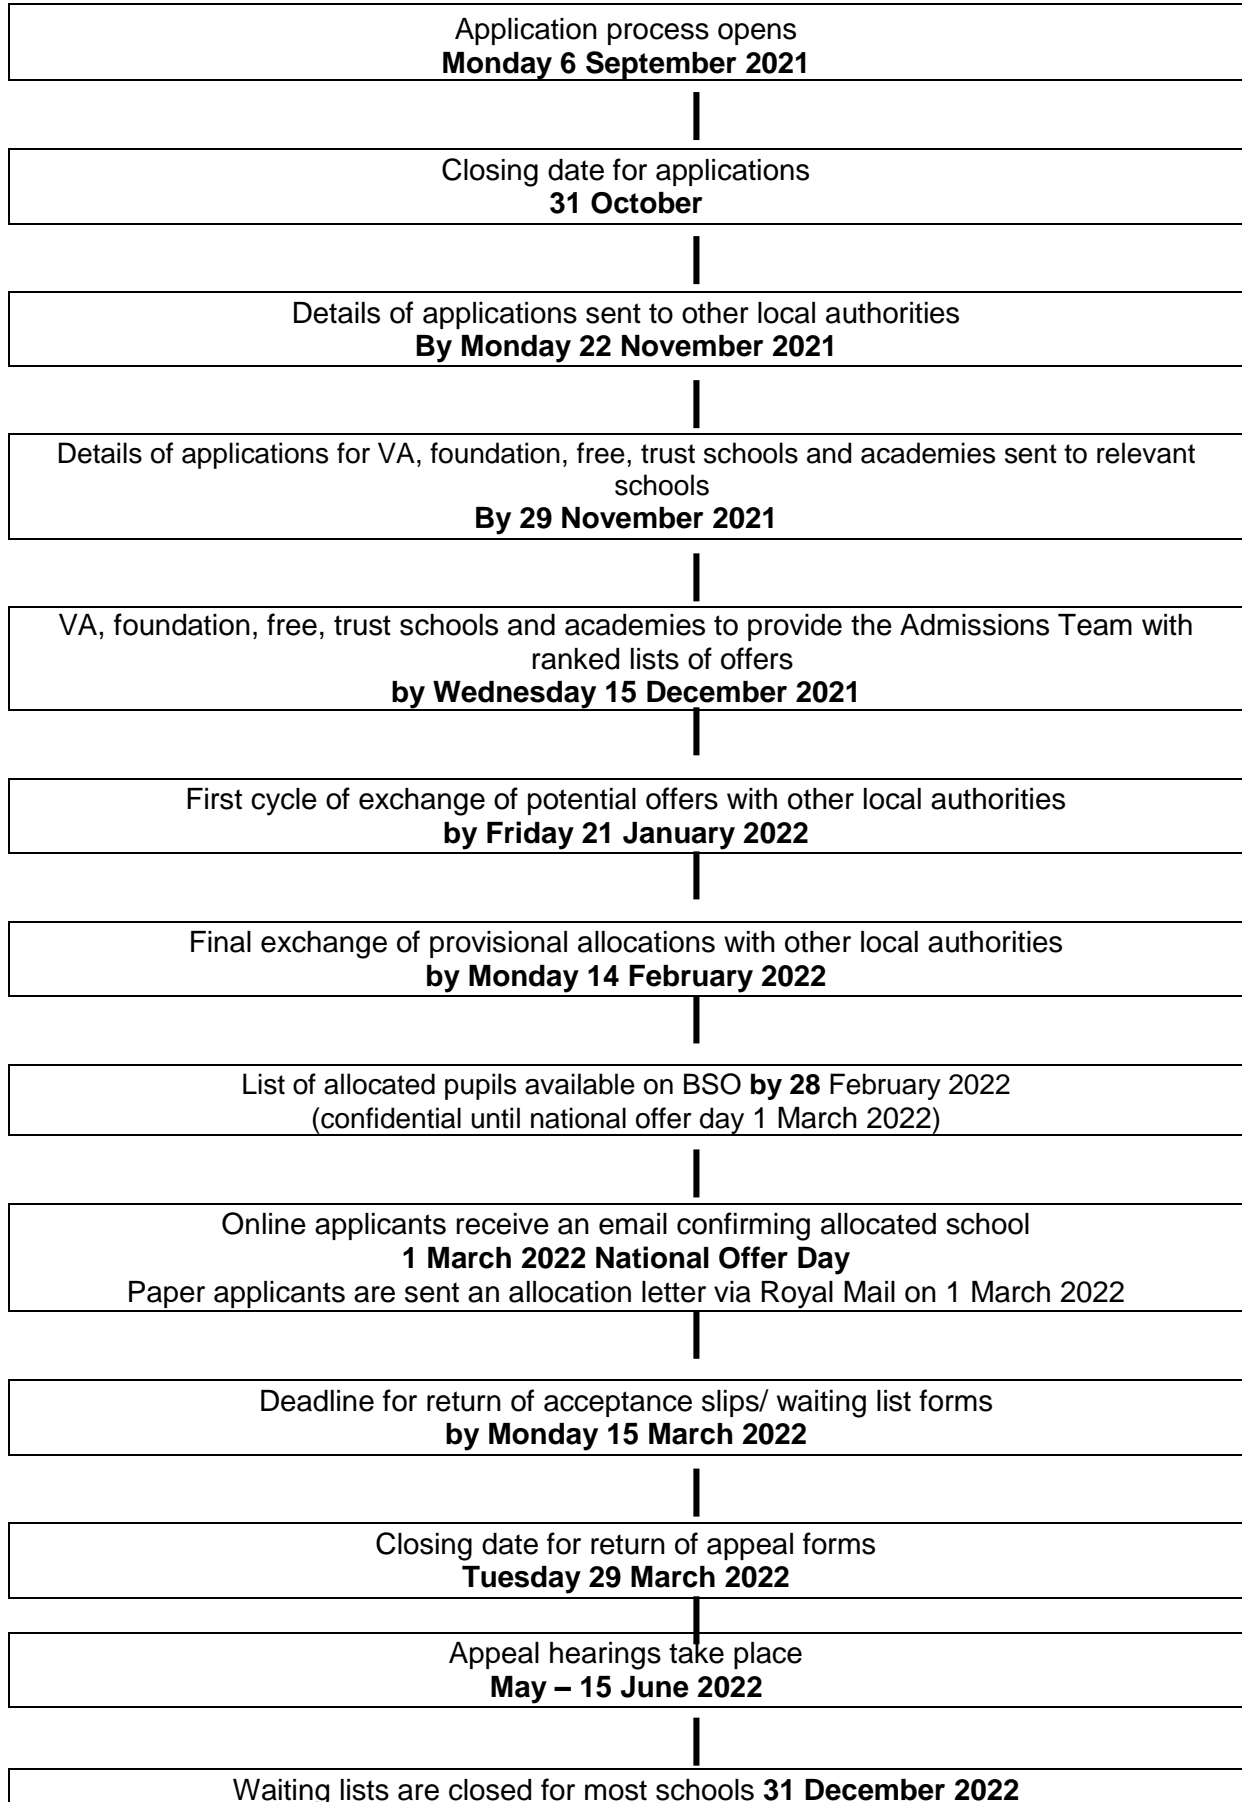 Application process opens
Monday 6 September 2021
Closing date for applications
31 October
Details of applications sent to other local authorities
By Monday 22 November 2021
Details of applications for VA, foundation, free, trust schools and academies sent to relevant
schools
By 29 November 2021
VA, foundation, free, trust schools and academies to provide the Admissions Team with
ranked lists of offers
by Wednesday 15 December 2021
First cycle of exchange of potential offers with other local authorities
by Friday 21 January 2022
Final exchange of provisional allocations with other local authorities
by Monday 14 February 2022
List of allocated pupils available on BSO by 28 February 2022
(confidential until national offer day 1 March 2022)
Online applicants receive an email confirming allocated school
1 March 2022 National Offer Day
Paper applicants are sent an allocation letter via Royal Mail on 1 March 2022
Deadline for return of acceptance slips/ waiting list forms
by Monday 15 March 2022
Closing date for return of appeal forms
Tuesday 29 March 2022
Appeal hearings take place
May – 15 June 2022
Waiting lists are closed for most schools 31 December 2022